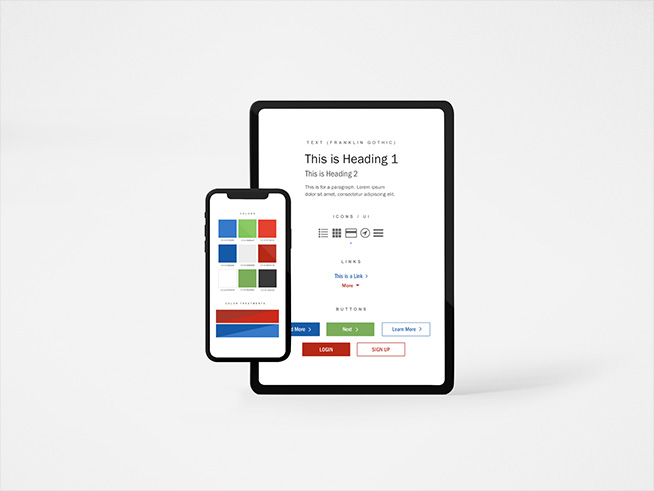 TEXT (FRANKLIN GOTHIC)
This is Heading 1
This is Heading 2
This is for a paragraph. Lorem ipsum
dolor sit amet, consectetur adipiscing elit.
ICONS / UI
LINKS
This is a Link
More
BUTTONS
More
Next
Learn More
LOGIN
SIGN UP
COLORS
COLOR TREATMENTS